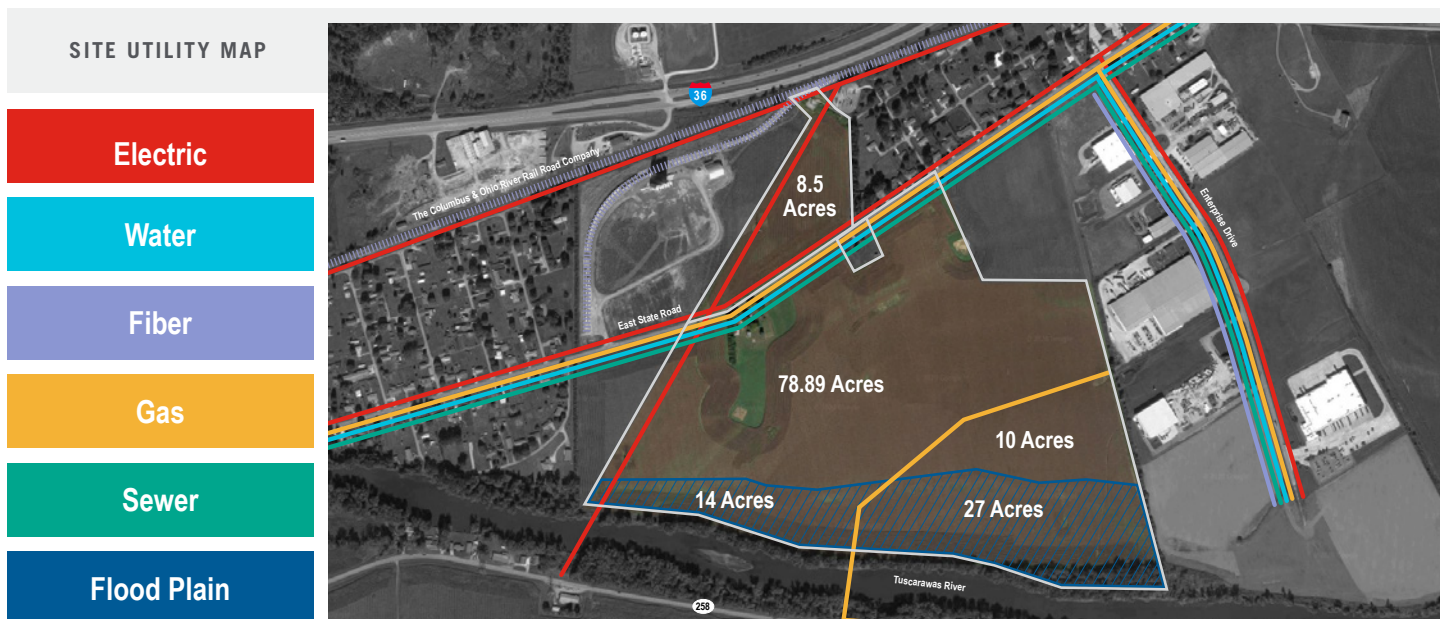 SITE UTILITY MAP
Electric
Water
Fiber
Gas
Sewer
Flood Plain
36
The Columbus & Ohio River Rail Road Company
8.5
Acres
Enterprise Drive
East State Road
78.89 Acres
10 Acres
14 Acres
27 Acres
Tuscarawas River
258